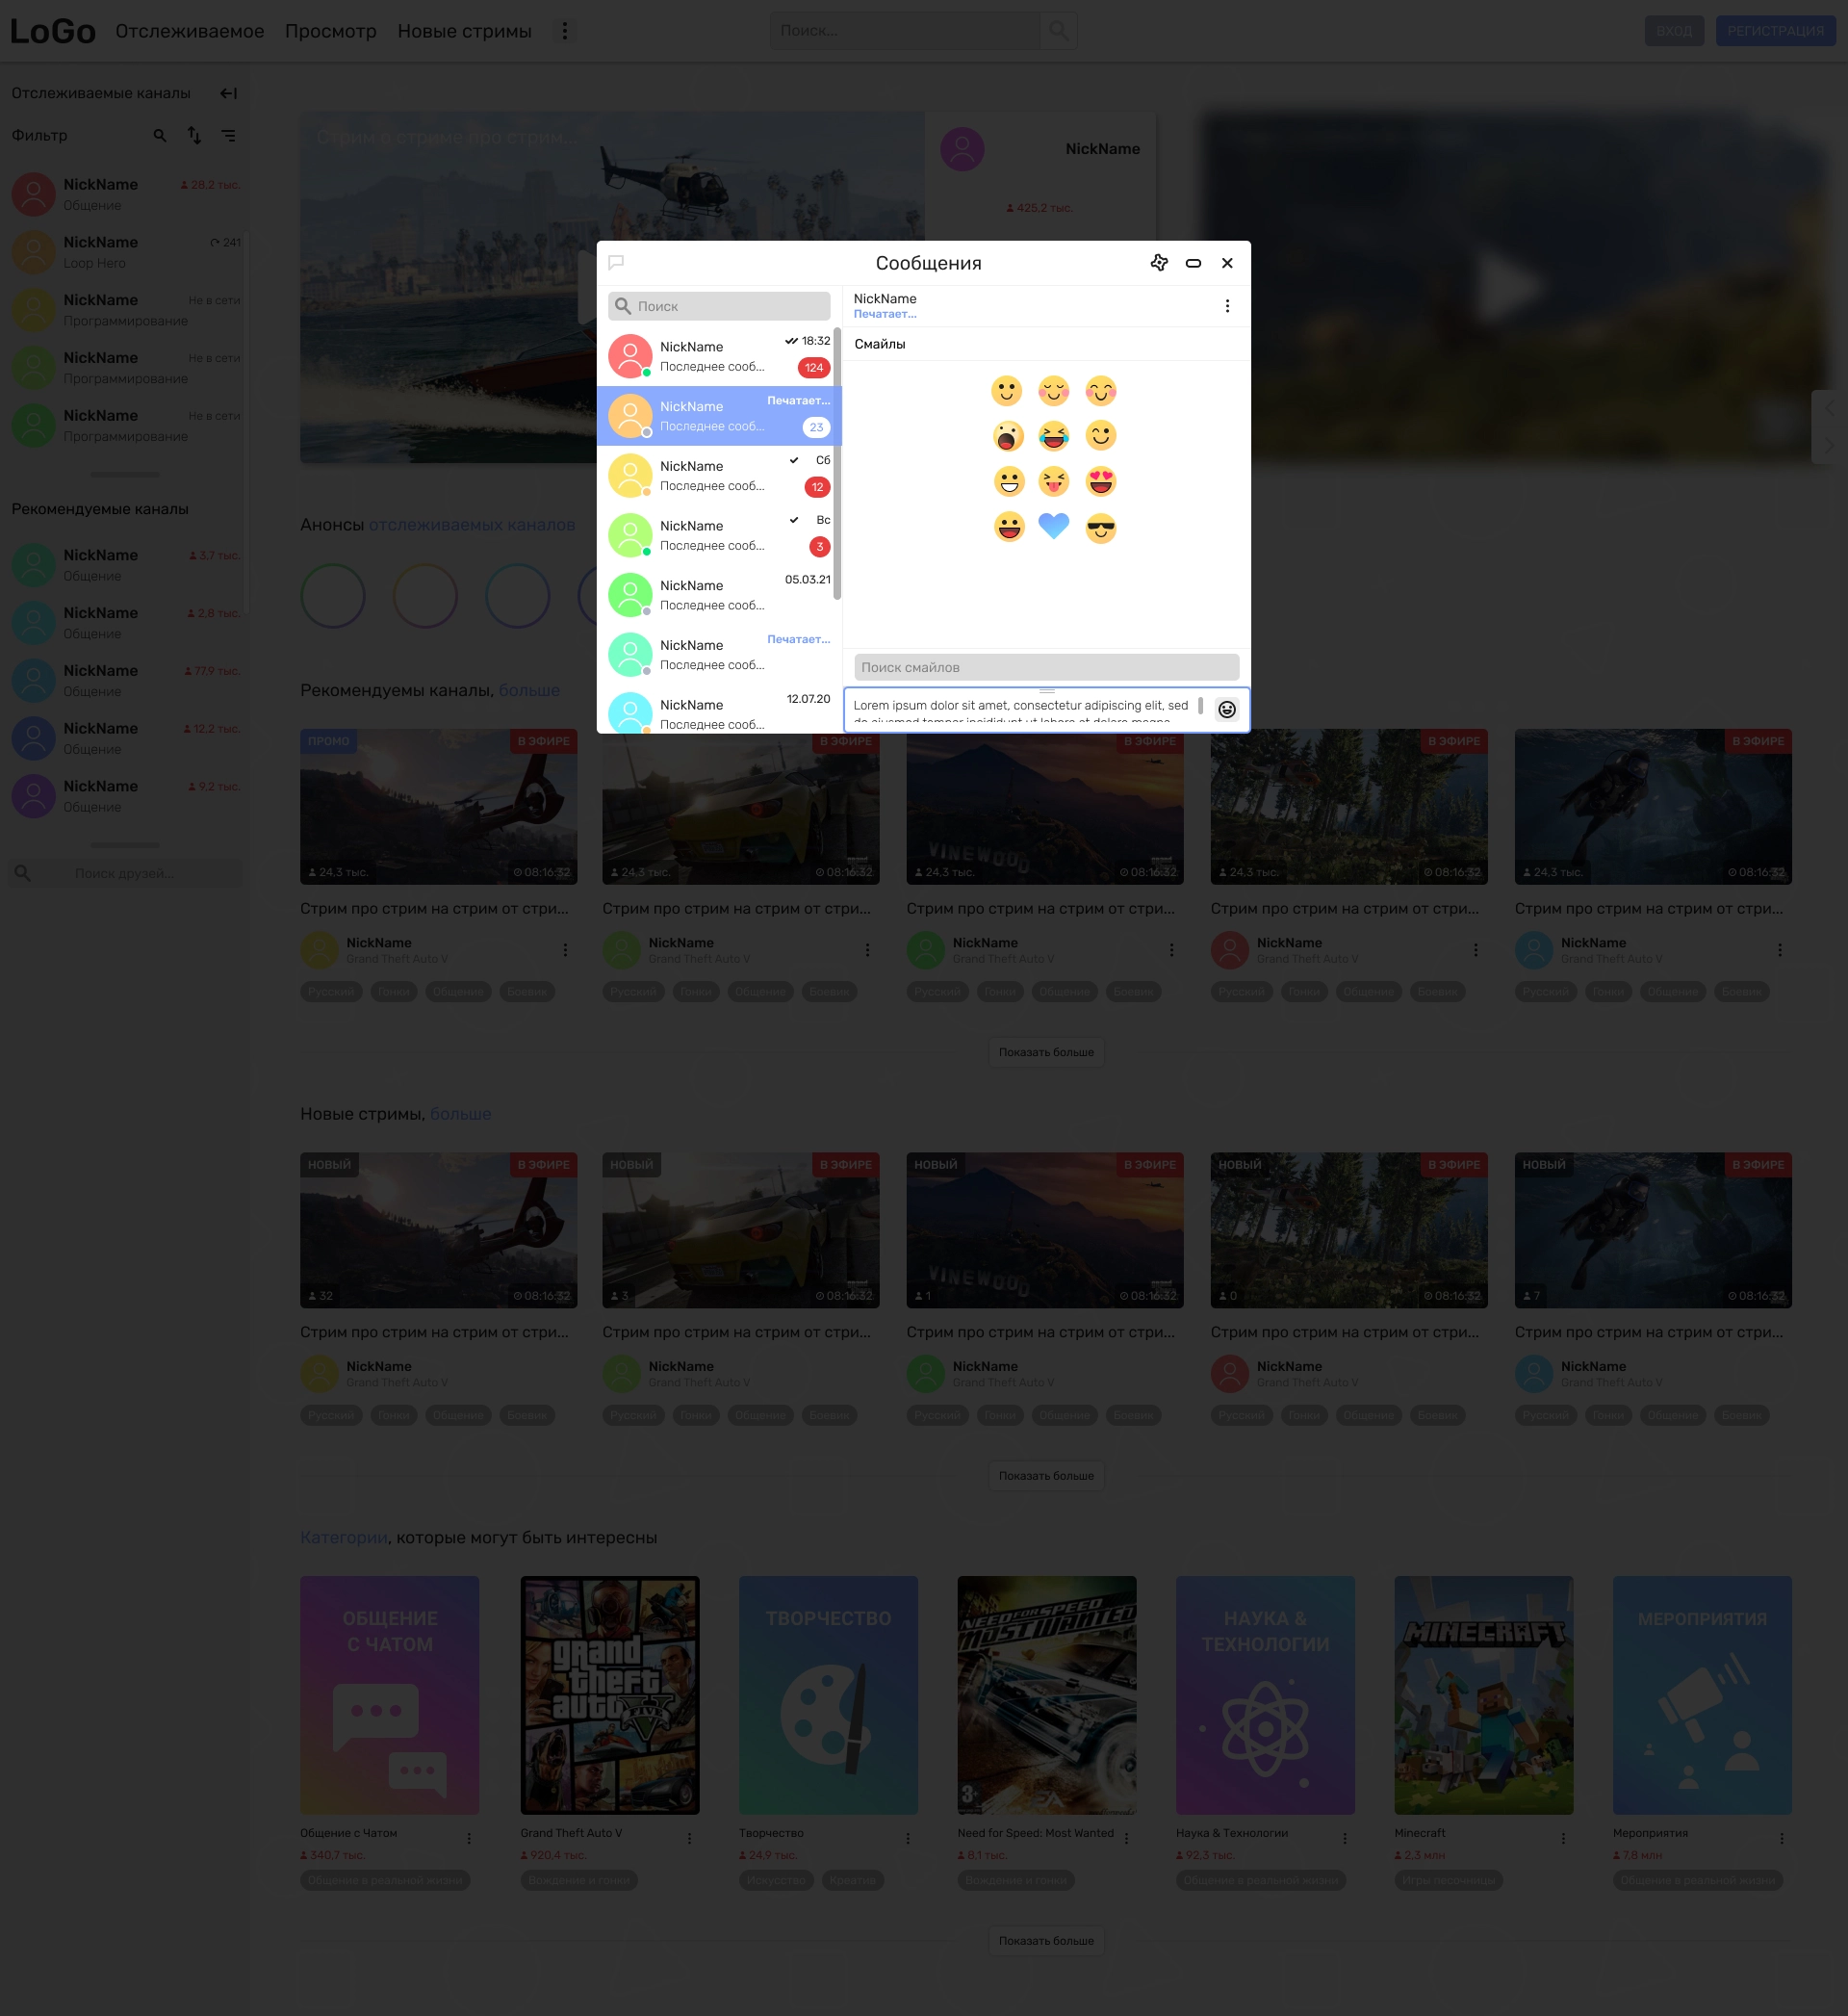 LoGo Отслеживаемое Просмотр Новые стримы Поиск... ВХОД РЕГИСТРАЦИЯ
Отслеживаемые каналы
Фильтр
NickName 28,2 тыс.
Общение
NickName 241
Loop Hero
NickName Не в сети
Программирование
NickName Не в сети
Программирование
NickName Не в сети
Программирование
Рекомендуемые каналы
NickName 3,7 тыс.
Общение
NickName 2,8 тыс.
Общение
NickName 77,9 тыс.
Общение
NickName 12,2 тыс.
Общение
NickName 9,2 тыс.
Общение
Поиск друзей...
Стрим о стриме про стрим...
NickName
425,2 тыс.
Сообщения
Поиск
NickName 18:32
Последнее сооб... 124
NickName Печатает...
Последнее сооб... 23
NickName Сб
Последнее сооб... 12
NickName Вс
Последнее сооб... 3
NickName 05.03.21
Последнее сооб...
NickName Печатает...
Последнее сооб...
NickName 12.07.20
Последнее сооб...
NickName
Печатает...
Смайлы
Поиск смайлов
Lorem ipsum dolor sit amet, consectetur adipiscing elit, sed
do eiusmod tempor incididunt ut labore et dolore magna
Анонсы отслеживаемых каналов
Рекомендуемы каналы, больше
ПРОМО В ЭФИРЕ В ЭФИРЕ В ЭФИРЕ В ЭФИРЕ В ЭФИРЕ
VINEWOOD
24,3 тыс. 08:16:32 24,3 тыс. 08:16:32 24,3 тыс. 08:16:32 24,3 тыс. 08:16:32 24,3 тыс. 08:16:32
Стрим про стрим на стрим от стри... Стрим про стрим на стрим от стри... Стрим про стрим на стрим от стри... Стрим про стрим на стрим от стри... Стрим про стрим на стрим от стри...
NickName NickName NickName NickName NickName
Grand Theft Auto V Grand Theft Auto V Grand Theft Auto V Grand Theft Auto V Grand Theft Auto V
Русский Гонки Общение Боевик Русский Гонки Общение Боевик Русский Гонки Общение Боевик Русский Гонки Общение Боевик Русский Гонки Общение Боевик
Показать больше
Новые стримы, больше
НОВЫЙ В ЭФИРЕ НОВЫЙ В ЭФИРЕ НОВЫЙ В ЭФИРЕ НОВЫЙ В ЭФИРЕ НОВЫЙ В ЭФИРЕ
VINEWOOD
32 08:16:32 3 08:16:32 1 08:16:32 0 08:16:32 7 08:16:32
Стрим про стрим на стрим от стри... Стрим про стрим на стрим от стри... Стрим про стрим на стрим от стри... Стрим про стрим на стрим от стри... Стрим про стрим на стрим от стри...
NickName NickName NickName NickName NickName
Grand Theft Auto V Grand Theft Auto V Grand Theft Auto V Grand Theft Auto V Grand Theft Auto V
Русский Гонки Общение Боевик Русский Гонки Общение Боевик Русский Гонки Общение Боевик Русский Гонки Общение Боевик Русский Гонки Общение Боевик
Показать больше
Категории, которые могут быть интересны
ОБЩЕНИЕ
С ЧАТОМ
grand
theft
auto V
FIVE
ТВОРЧЕСТВО
NEED FOR SPEED
MOST WANTED
3+ EA
НАУКА &
ТЕХНОЛОГИИ
MINECRAFT
МЕРОПРИЯТИЯ
Общение с Чатом Grand Theft Auto V Творчество Need for Speed: Most Wanted Наука & Технологии Minecraft Мероприятия
340,7 тыс. 920,4 тыс. 24,9 тыс. 8,1 тыс. 92,3 тыс. 2,3 млн 7,8 млн
Общение в реальной жизни Вождение и гонки Искусство Креатив Вождение и гонки Общение в реальной жизни Игры песочницы Общение в реальной жизни
Показать больше